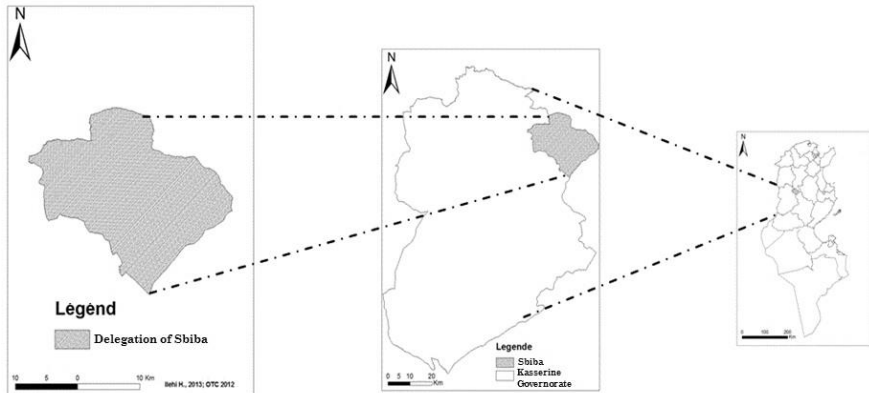 N
Légend
Delegation of Sbiba
10 5 0 10 Km
Ilehi H., 2013; OTC 2012
N
Legende
Sbiba
Kasserine
Governorate
0 5 10 20
Km
N
0 100 200
Km